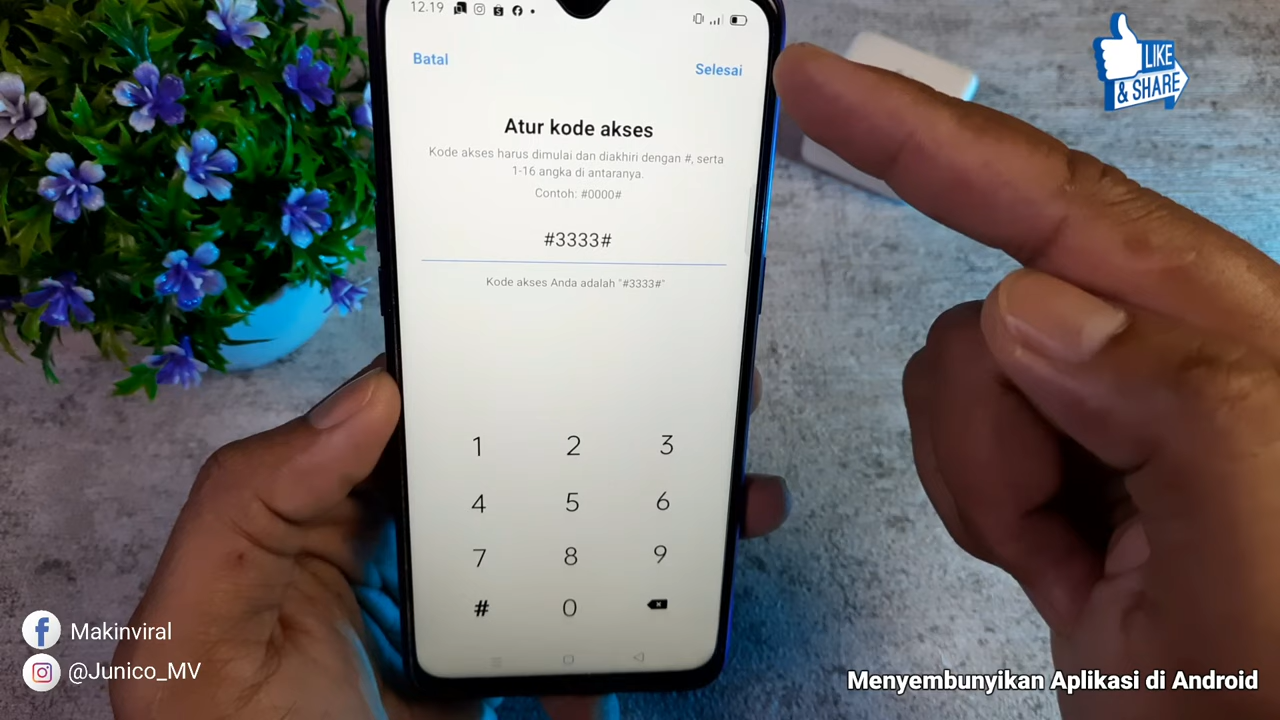 12.19
Batal
Selesai
Atur kode akses
Kode akses harus dimulai dan diakhiri dengan #, serta
1-16 angka di antaranya.
Contoh: #0000#
#3333#
Kode akses Anda adalah "#3333#"
1 2 3
4 5 6
7 8 9
# 0
LIKE
& SHARE
Makinviral
@Junico_MV
Menyembunyikan Aplikasi di Android